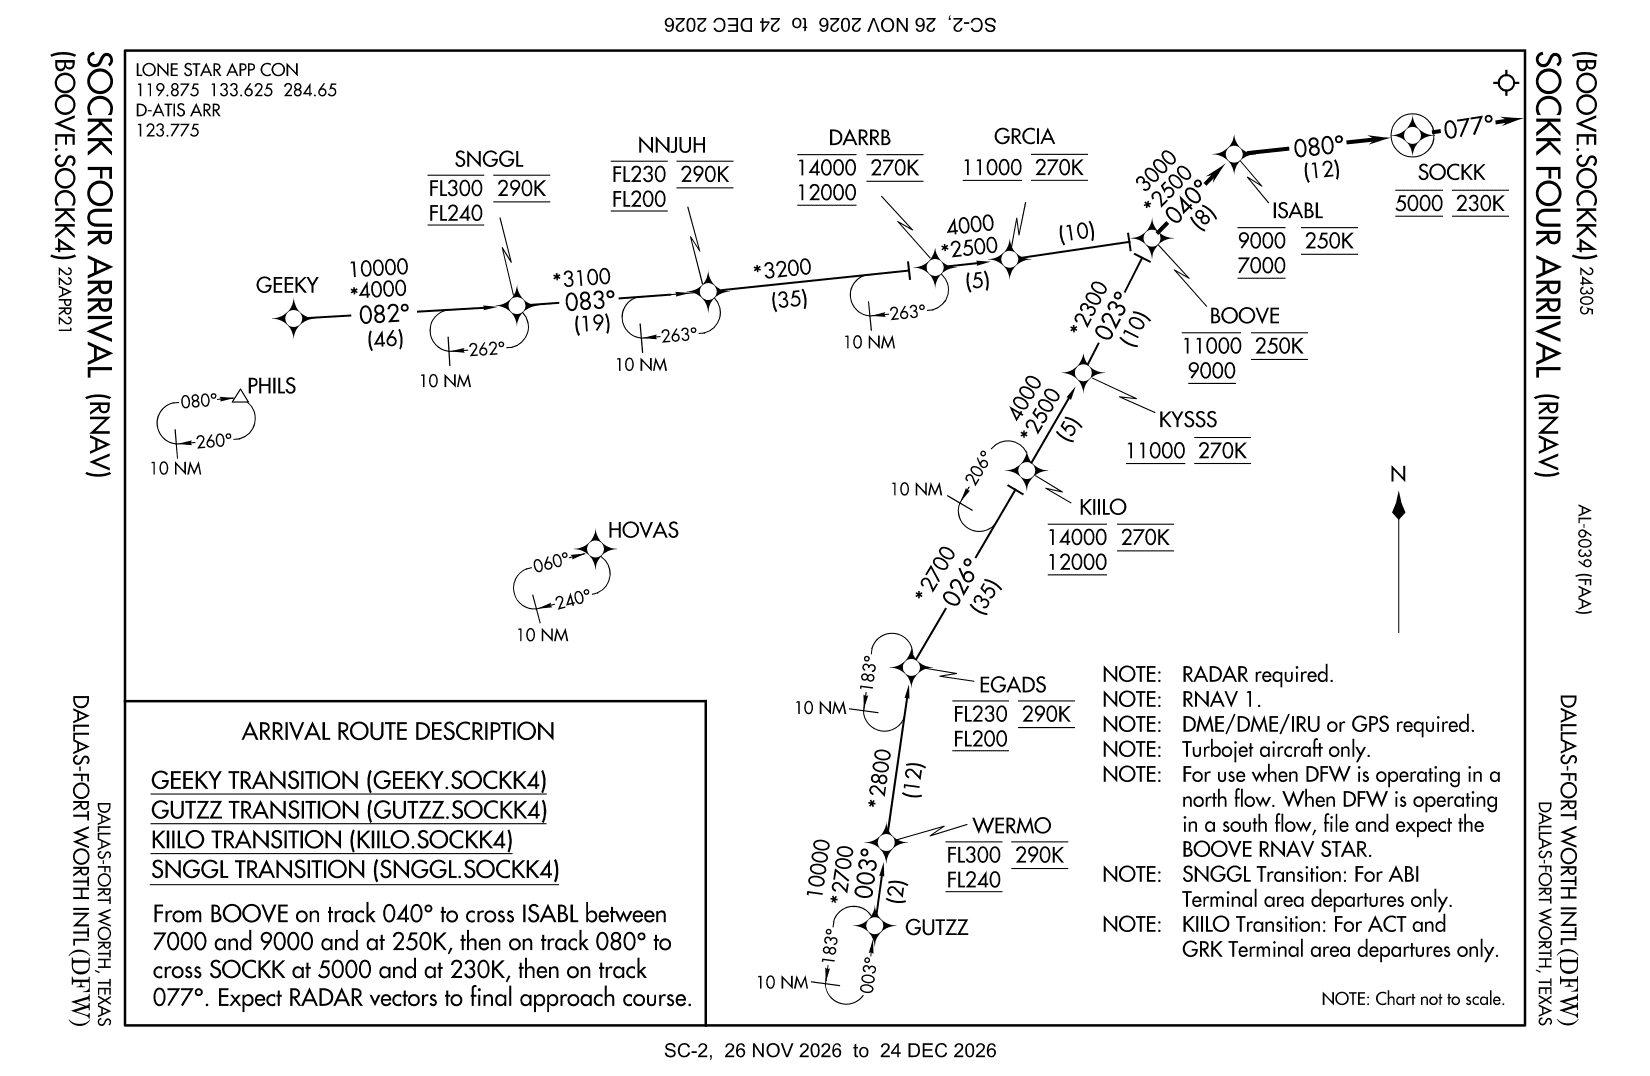 SC-2, 26 NOV 2026 to 24 DEC 2026
(BOOVE.SOCKK4) 22APR21
SOCKK FOUR ARRIVAL (RNAV)
DALLAS-FORT WORTH INTL (DFW)
DALLAS-FORT WORTH, TEXAS
LONE STAR APP CON
119.875 133.625 284.65
D-ATIS ARR
123.775
SNGGL
FL300 290K
FL240
NNJUH
FL230 290K
FL200
DARRB
14000 270K
12000
GRCIA
11000 270K
GEEKY
10000
*4000
082°
(46)
*3100
083°
(19)
*3200
(35)
4000
*2500
(5)
(10)
3000
*2500
040°
(8)
080°
(12)
077°
SOCKK
5000 230K
ISABL
9000 250K
7000
BOOVE
11000 250K
9000
262°
10 NM
263°
10 NM
263°
10 NM
PHILS
080°
260°
10 NM
HOVAS
060°
240°
10 NM
*2300
023°
(10)
KYSSS
11000 270K
4000
*2500
(5)
206°
10 NM
KIILO
14000 270K
12000
*2700
026°
(35)
183°
10 NM
EGADS
FL230 290K
FL200
*2800
(12)
WERMO
FL300 290K
FL240
10000
*2700
003°
(2)
GUTZZ
183°
003°
10 NM
N
NOTE: RADAR required.
NOTE: RNAV 1.
NOTE: DME/DME/IRU or GPS required.
NOTE: Turbojet aircraft only.
NOTE: For use when DFW is operating in a
north flow. When DFW is operating
in a south flow, file and expect the
BOOVE RNAV STAR.
NOTE: SNGGL Transition: For ABI
Terminal area departures only.
NOTE: KIILO Transition: For ACT and
GRK Terminal area departures only.
NOTE: Chart not to scale.
ARRIVAL ROUTE DESCRIPTION
GEEKY TRANSITION (GEEKY.SOCKK4)
GUTZZ TRANSITION (GUTZZ.SOCKK4)
KIILO TRANSITION (KIILO.SOCKK4)
SNGGL TRANSITION (SNGGL.SOCKK4)
From BOOVE on track 040° to cross ISABL between
7000 and 9000 and at 250K, then on track 080° to
cross SOCKK at 5000 and at 230K, then on track
077°. Expect RADAR vectors to final approach course.
(BOOVE.SOCKK4) 24305
SOCKK FOUR ARRIVAL (RNAV)
AL-6039 (FAA)
DALLAS-FORT WORTH INTL (DFW)
DALLAS-FORT WORTH, TEXAS
SC-2, 26 NOV 2026 to 24 DEC 2026